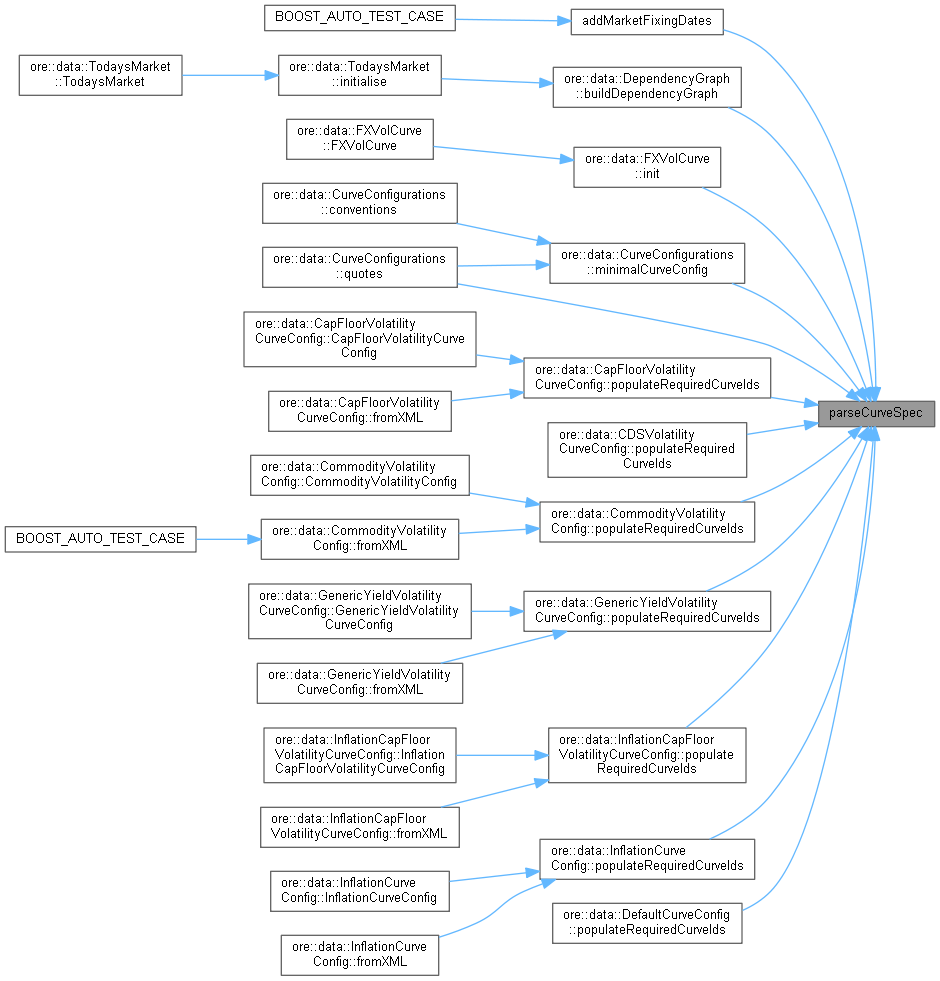 BOOST_AUTO_TEST_CASE
addMarketFixingDates
ore::data::TodaysMarket
::TodaysMarket
ore::data::TodaysMarket
::initialise
ore::data::DependencyGraph
::buildDependencyGraph
ore::data::FXVolCurve
::FXVolCurve
ore::data::FXVolCurve
::init
ore::data::CurveConfigurations
::conventions
ore::data::CurveConfigurations
::quotes
ore::data::CurveConfigurations
::minimalCurveConfig
ore::data::CapFloorVolatility
CurveConfig::CapFloorVolatilityCurve
Config
ore::data::CapFloorVolatility
CurveConfig::populateRequiredCurveIds
ore::data::CapFloorVolatility
CurveConfig::fromXML
parseCurveSpec
ore::data::CDSVolatility
CurveConfig::populateRequired
CurveIds
ore::data::CommodityVolatility
Config::CommodityVolatilityConfig
ore::data::CommodityVolatility
Config::populateRequiredCurveIds
BOOST_AUTO_TEST_CASE
ore::data::CommodityVolatility
Config::fromXML
ore::data::GenericYieldVolatility
CurveConfig::GenericYieldVolatility
CurveConfig
ore::data::GenericYieldVolatility
CurveConfig::populateRequiredCurveIds
ore::data::GenericYieldVolatility
CurveConfig::fromXML
ore::data::InflationCapFloor
VolatilityCurveConfig::Inflation
CapFloorVolatilityCurveConfig
ore::data::InflationCapFloor
VolatilityCurveConfig::populate
RequiredCurveIds
ore::data::InflationCapFloor
VolatilityCurveConfig::fromXML
ore::data::InflationCurve
Config::populateRequiredCurveIds
ore::data::InflationCurve
Config::InflationCurveConfig
ore::data::DefaultCurveConfig
::populateRequiredCurveIds
ore::data::InflationCurve
Config::fromXML